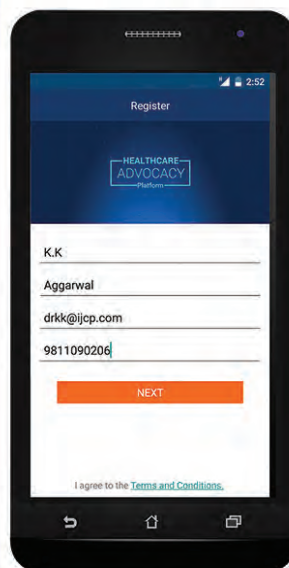 2:52
Register
HEALTHCARE
ADVOCACY
Platform
K.K
Aggarwal
drkk@ijcp.com
9811090206
NEXT
I agree to the Terms and Conditions.